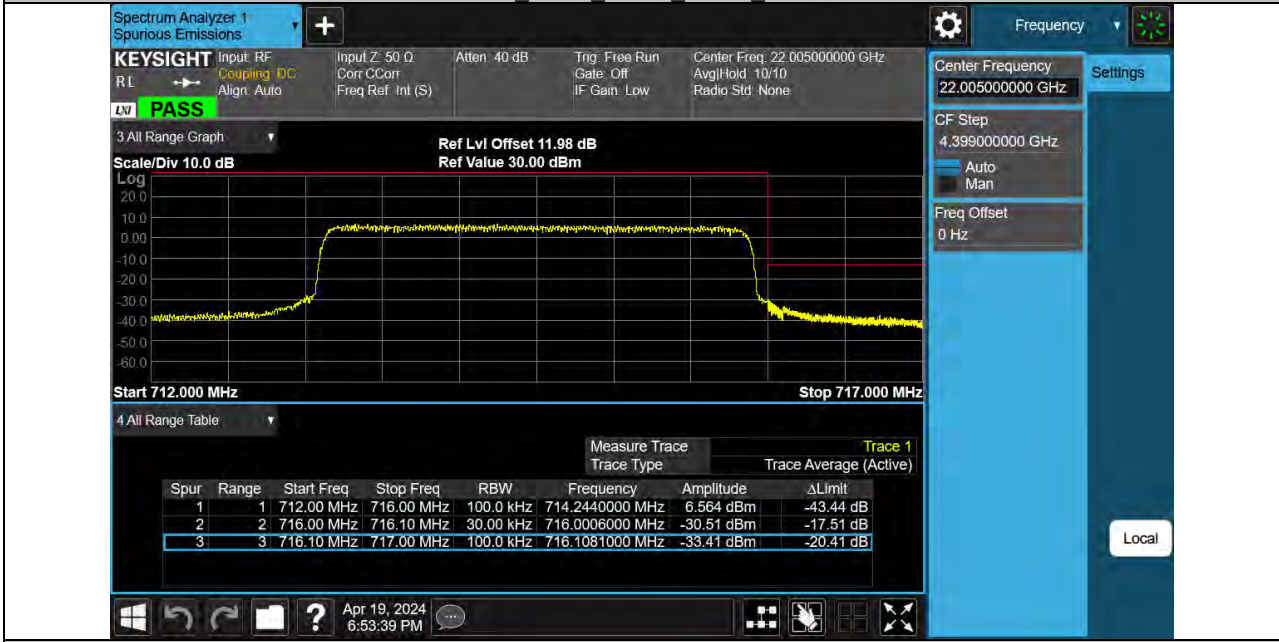 Spectrum Analyzer 1
Spurious Emissions
+
Frequency
KEYSIGHT
RL
LXI PASS
Input: RF
Coupling: DC
Align: Auto
Input Z: 50 Ω
Corr CCorr
Freq Ref: Int (S)
Atten: 40 dB
Trig: Free Run
Gate: Off
IF Gain: Low
Center Freq: 22.005000000 GHz
Avg|Hold: 10/10
Radio Std: None
Center Frequency
22.005000000 GHz
Settings
CF Step
4.399000000 GHz
Auto
Man
Freq Offset
0 Hz
3 All Range Graph
Scale/Div 10.0 dB
Ref Lvl Offset 11.98 dB
Ref Value 30.00 dBm
Log
20.0
10.0
0.00
-10.0
-20.0
-30.0
-40.0
-50.0
-60.0
Start 712.000 MHz
Stop 717.000 MHz
4 All Range Table
Measure Trace Trace 1
Trace Type Trace Average (Active)
Spur Range Start Freq Stop Freq RBW Frequency Amplitude ΔLimit
1 1 712.00 MHz 716.00 MHz 100.0 kHz 714.2440000 MHz 6.564 dBm -43.44 dB
2 2 716.00 MHz 716.10 MHz 30.00 kHz 716.0006000 MHz -30.51 dBm -17.51 dB
3 3 716.10 MHz 717.00 MHz 100.0 kHz 716.1081000 MHz -33.41 dBm -20.41 dB
Local
?
Apr 19, 2024
6:53:39 PM